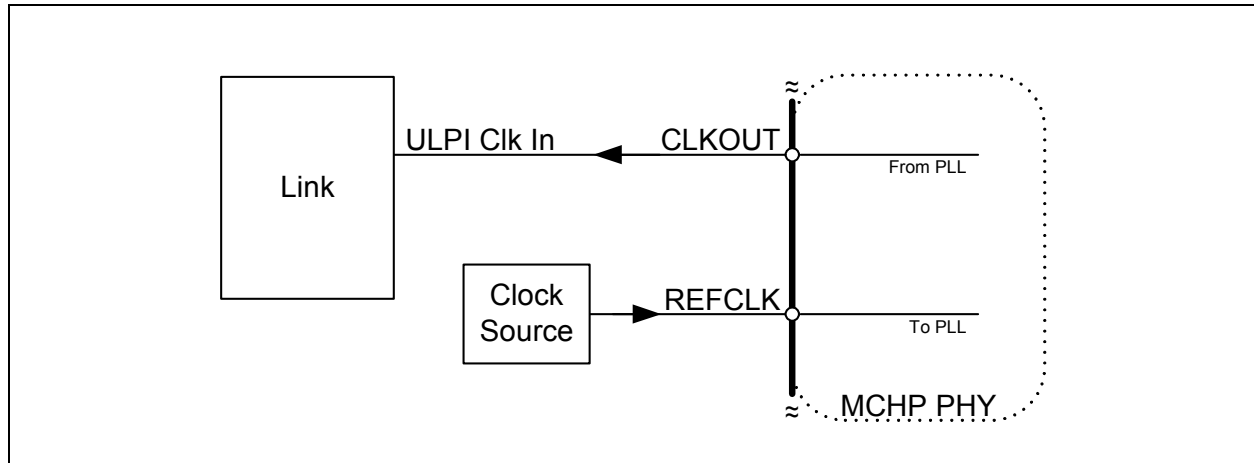 ULPI Clk In
CLKOUT
From PLL
Link
Clock
Source
REFCLK
To PLL
MCHP PHY